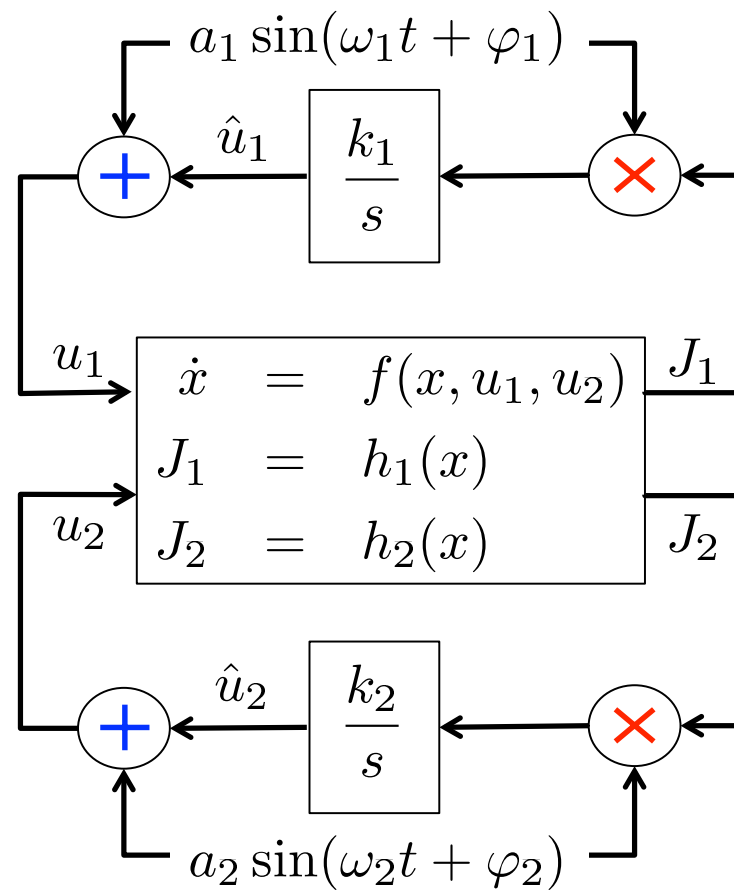 a₁ sin(ω₁t + φ₁)
+ û₁ k₁/s ×
u₁ ẋ = f(x, u₁, u₂) J₁
J₁ = h₁(x)
u₂ J₂ = h₂(x) J₂
+ û₂ k₂/s ×
a₂ sin(ω₂t + φ₂)